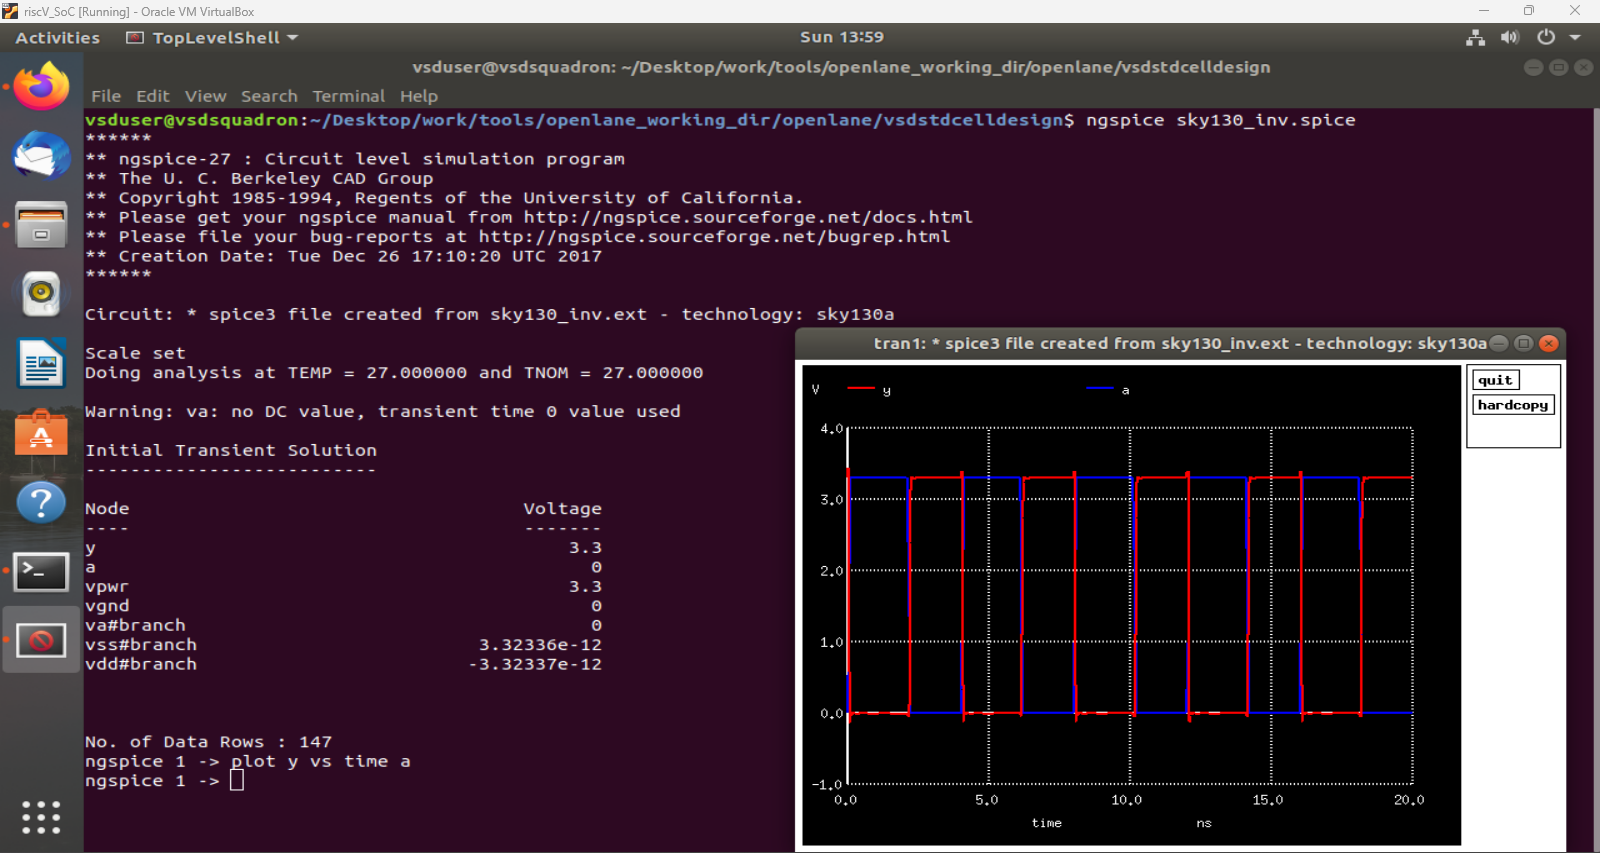 riscV_SoC [Running] - Oracle VM VirtualBox
Activities TopLevelShell Sun 13:59
vsduser@vsdsquadron: ~/Desktop/work/tools/openlane_working_dir/openlane/vsdstdcelldesign
File Edit View Search Terminal Help
vsduser@vsdsquadron:~/Desktop/work/tools/openlane_working_dir/openlane/vsdstdcelldesign$ ngspice sky130_inv.spice
******
** ngspice-27 : Circuit level simulation program
** The U. C. Berkeley CAD Group
** Copyright 1985-1994, Regents of the University of California.
** Please get your ngspice manual from http://ngspice.sourceforge.net/docs.html
** Please file your bug-reports at http://ngspice.sourceforge.net/bugrep.html
** Creation Date: Tue Dec 26 17:10:20 UTC 2017
******
Circuit: * spice3 file created from sky130_inv.ext - technology: sky130a
Scale set
Doing analysis at TEMP = 27.000000 and TNOM = 27.000000
Warning: va: no DC value, transient time 0 value used
Initial Transient Solution
--------------------------
Node Voltage
---- -------
y 3.3
a 0
vpwr 3.3
vgnd 0
va#branch 0
vss#branch 3.32336e-12
vdd#branch -3.32337e-12
No. of Data Rows : 147
ngspice 1 -> plot y vs time a
ngspice 1 ->
tran1: * spice3 file created from sky130_inv.ext - technology: sky130a
quit
hardcopy
V y a
4.0
3.0
2.0
1.0
0.0
-1.0
0.0 5.0 10.0 15.0 20.0
time ns